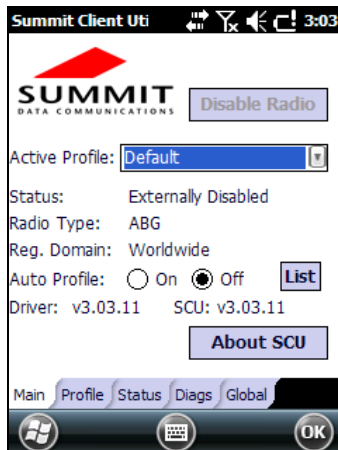 Summit Client Uti 3:03
SUMMIT
DATA COMMUNICATIONS
Disable Radio
Active Profile: Default
Status: Externally Disabled
Radio Type: ABG
Reg. Domain: Worldwide
Auto Profile: On Off List
Driver: v3.03.11 SCU: v3.03.11
About SCU
Main Profile Status Diags Global
OK